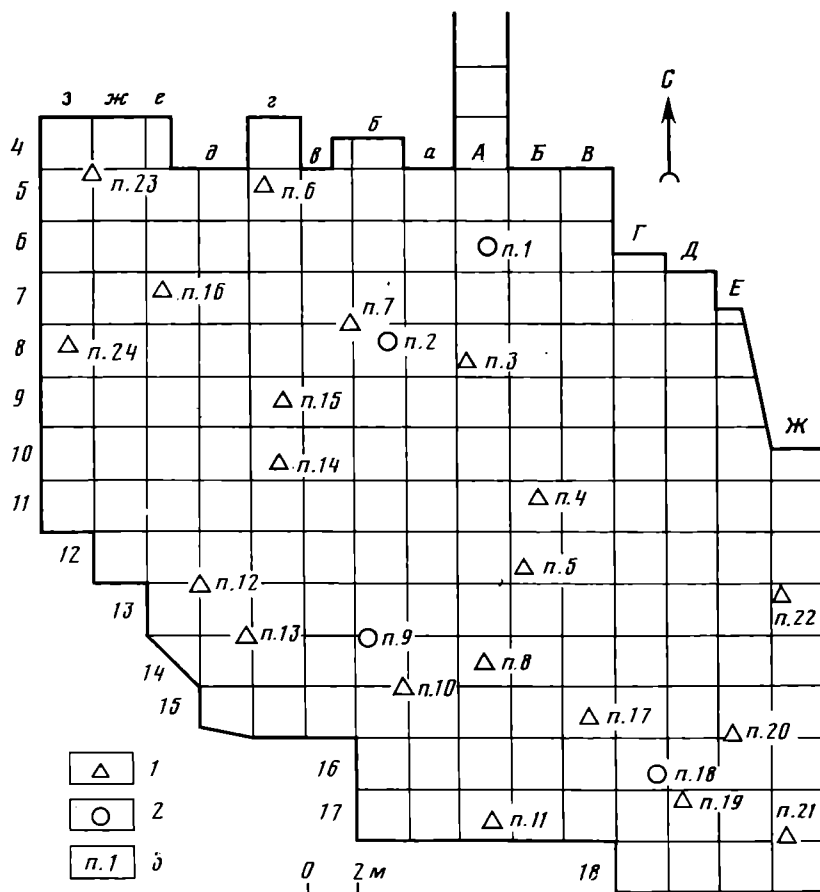 С
з ж е г б
4 д в а А Б В
п.23 п.6
5
6 п.1 Г Д
7 п.16 п.7 Е
8 п.24 п.2 п.3
9 п.15
10 п.14 Ж
11 п.4
12 п.5
13 п.12 п.22
п.13 п.9
14 п.8
п.10
15 п.17 п.20
16 п.18
1
2 17 п.11 п.19 п.21
п.1 3
0 2 м 18